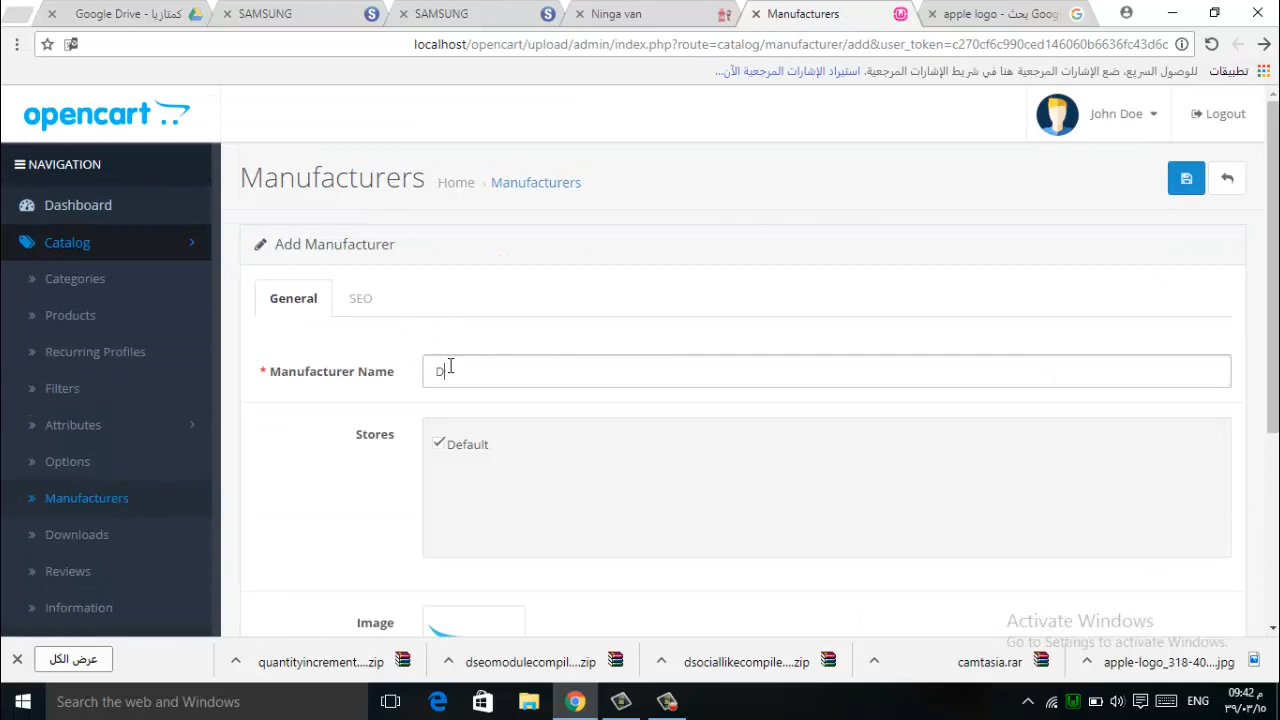 Google Drive - كمتازيا
SAMSUNG
SAMSUNG
Ninga van
Manufacturers
apple logo - بحث Googl
localhost/opencart/upload/admin/index.php?route=catalog/manufacturer/add&user_token=c270cf6c990ced146060b6636fc43d6c
تطبيقات
للوصول السريع، ضع الإشارات المرجعية هنا في شريط الإشارات المرجعية. استيراد الإشارات المرجعية الآن...
opencart
John Doe
Logout
NAVIGATION
Manufacturers
Home › Manufacturers
Dashboard
Catalog
Categories
Products
Recurring Profiles
Filters
Attributes
Options
Manufacturers
Downloads
Reviews
Information
Add Manufacturer
General
SEO
* Manufacturer Name
D
Stores
Default
Image
Activate Windows
Go to Settings to activate Windows.
عرض الكل
quantityincrement....zip
dseomodulecompil....zip
dsociallikecompile....zip
camtasia.rar
apple-logo_318-40....jpg
Search the web and Windows
ENG
09:42 م
٣٩/٠٣/١٥